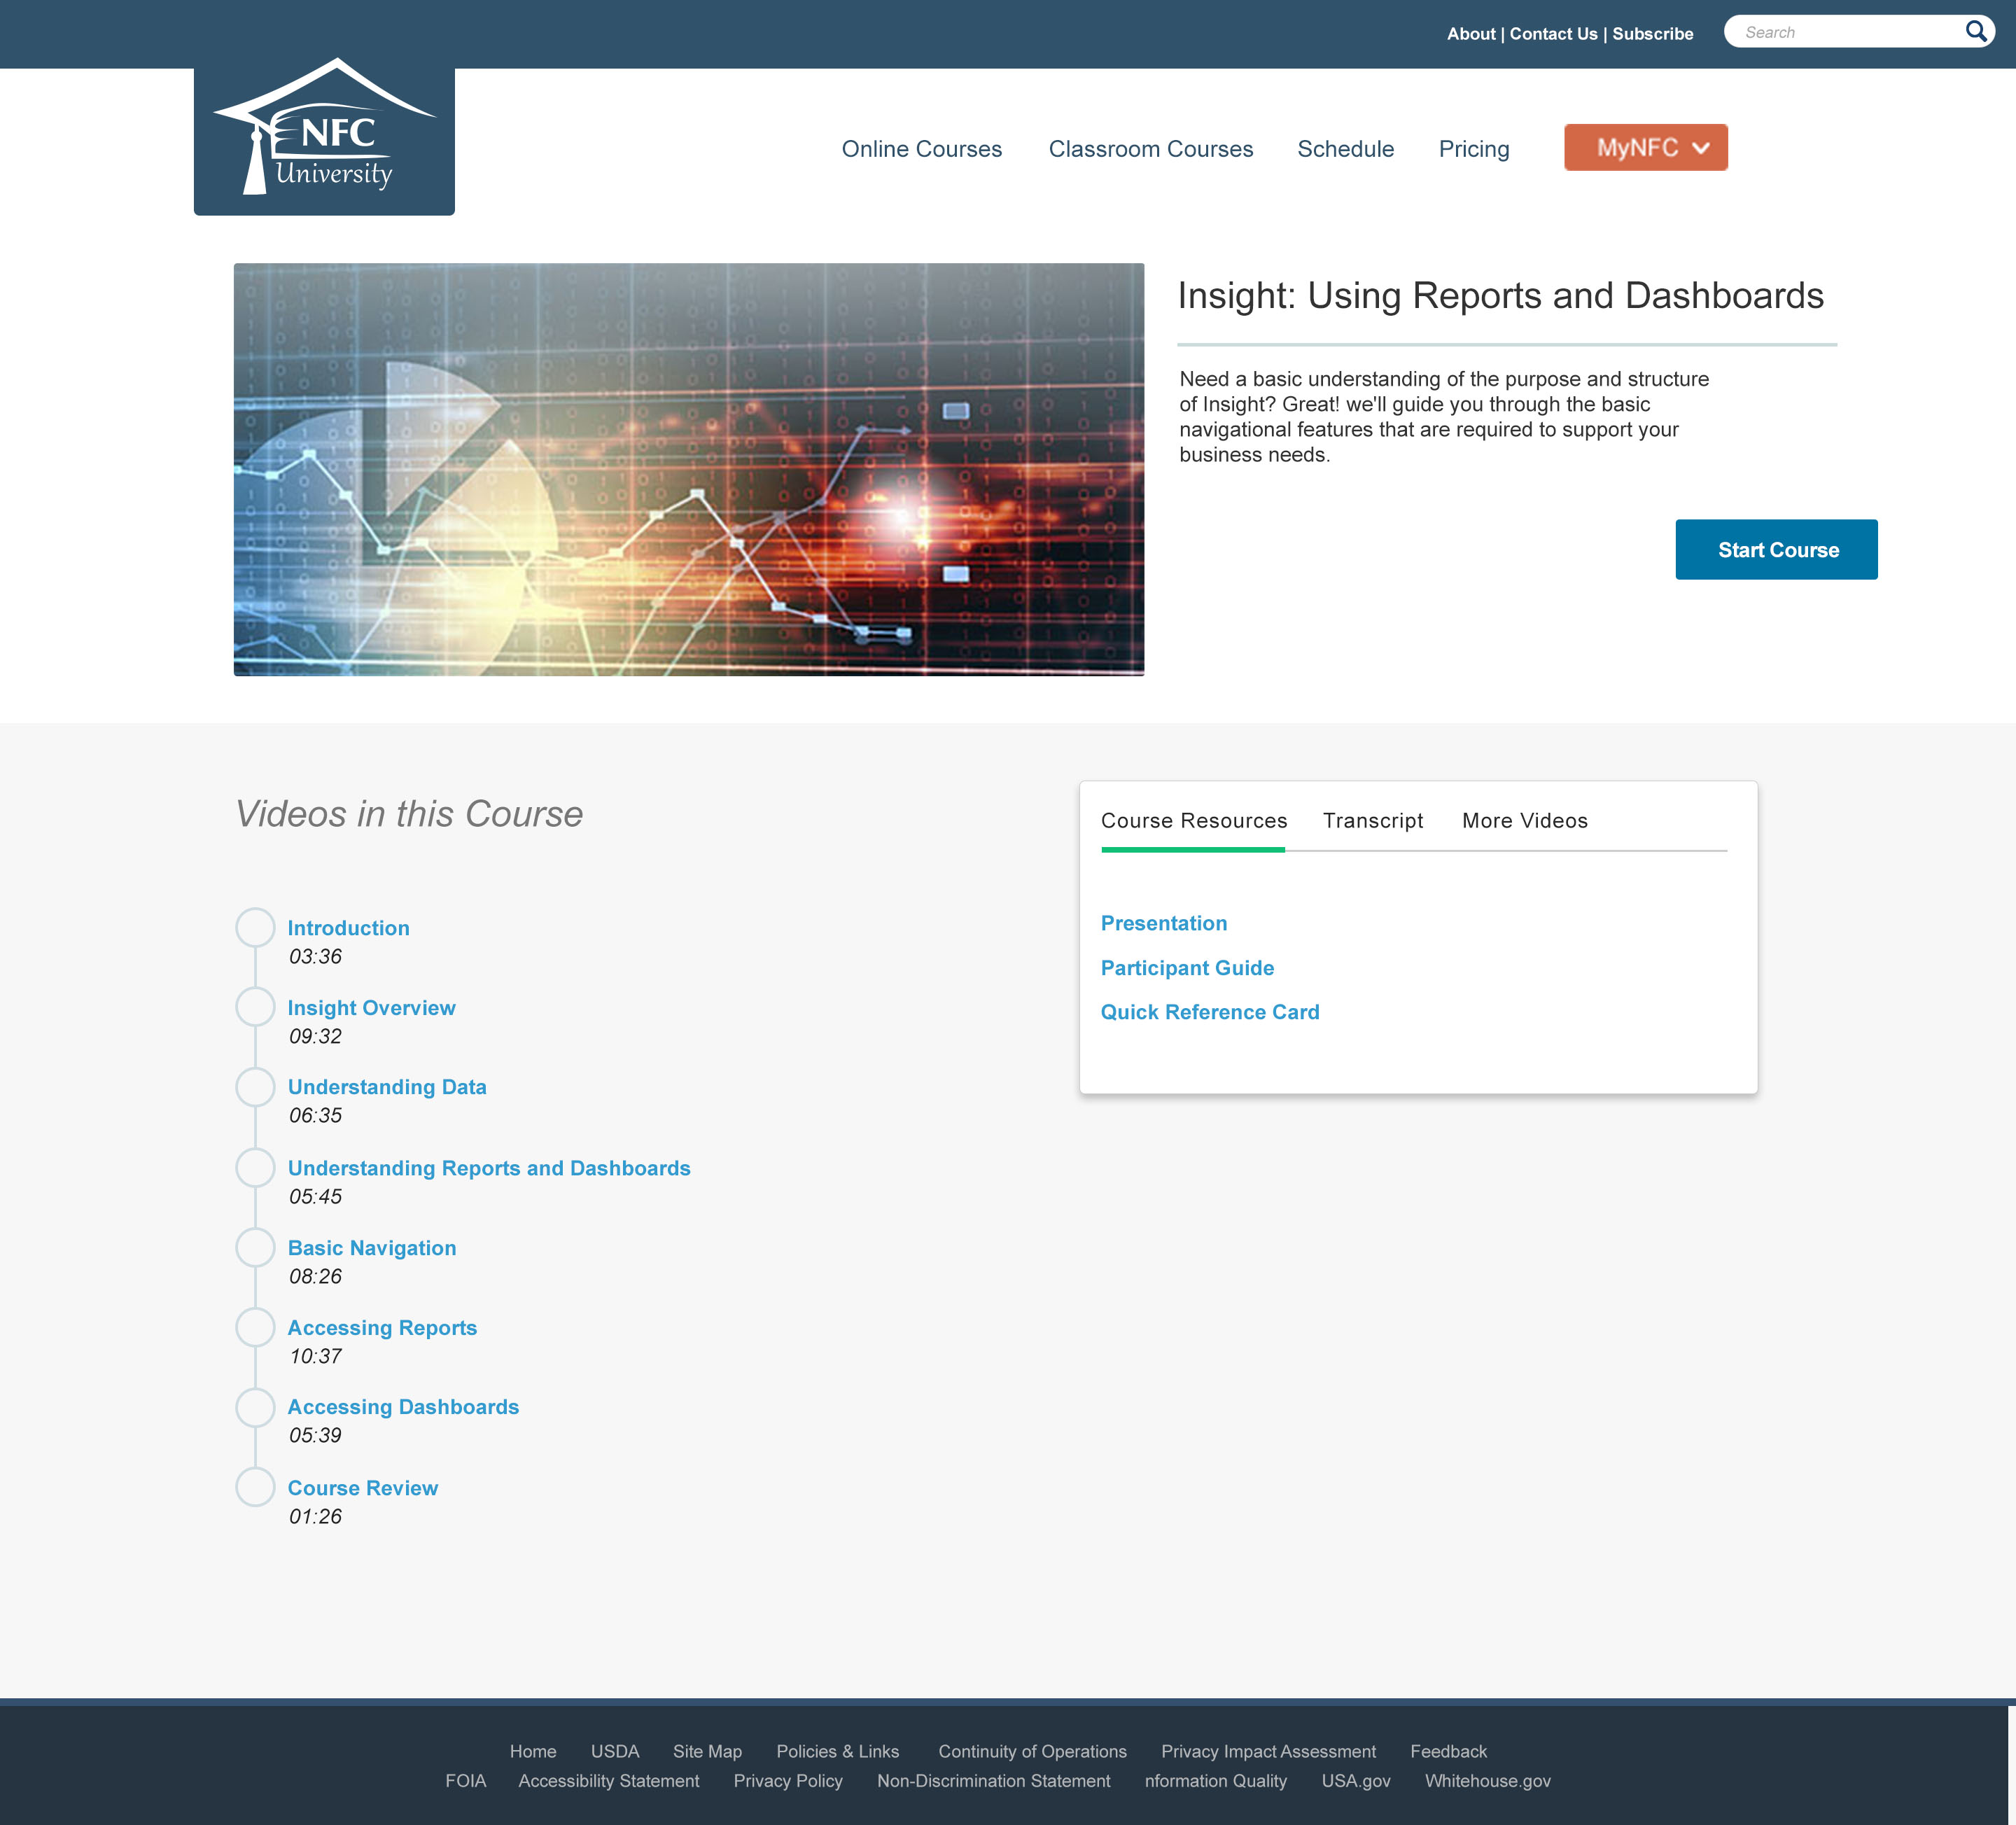 About | Contact Us | Subscribe
Search
NFC
University
Online Courses
Classroom Courses
Schedule
Pricing
MyNFC
Insight: Using Reports and Dashboards
Need a basic understanding of the purpose and structure
of Insight? Great! we'll guide you through the basic
navigational features that are required to support your
business needs.
Start Course
Videos in this Course
Introduction
03:36
Insight Overview
09:32
Understanding Data
06:35
Understanding Reports and Dashboards
05:45
Basic Navigation
08:26
Accessing Reports
10:37
Accessing Dashboards
05:39
Course Review
01:26
Course Resources Transcript More Videos
Presentation
Participant Guide
Quick Reference Card
Home USDA Site Map Policies & Links Continuity of Operations Privacy Impact Assessment Feedback
FOIA Accessibility Statement Privacy Policy Non-Discrimination Statement nformation Quality USA.gov Whitehouse.gov